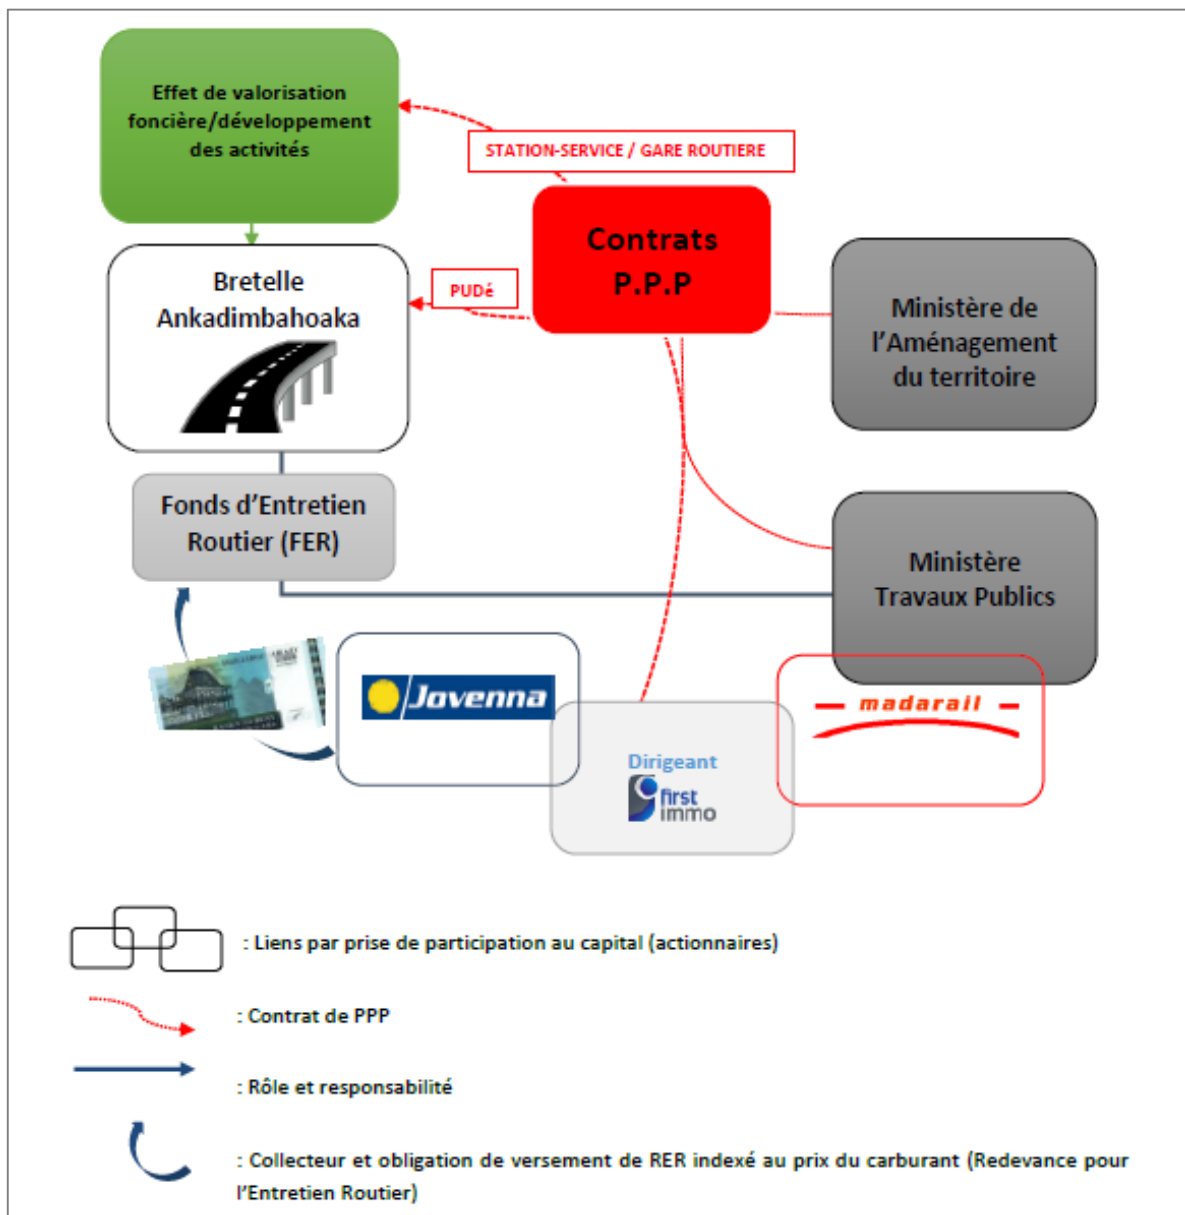 Effet de valorisation
foncière/développement
des activités
STATION-SERVICE / GARE ROUTIERE
Contrats
P.P.P
Bretelle
Ankadimbahoaka
PUDé
Ministère de
l'Aménagement
du territoire
Fonds d'Entretien
Routier (FER)
Ministère
Travaux Publics
Jovenna
madarail
Dirigeant
first
immo
: Liens par prise de participation au capital (actionnaires)
: Contrat de PPP
: Rôle et responsabilité
: Collecteur et obligation de versement de RER indexé au prix du carburant (Redevance pour
l'Entretien Routier)